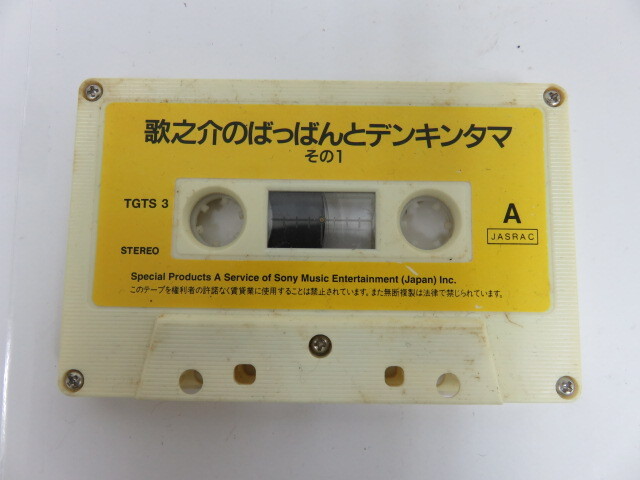 歌之介のばっばんとデンキンタマ
その1
TGTS 3
A
JASRAC
STEREO
Special Products A Service of Sony Music Entertainment (Japan) Inc.
このテープを権利者の許諾なく賃貸業に使用することは禁止されています。また無断複製は法律で禁じられています。